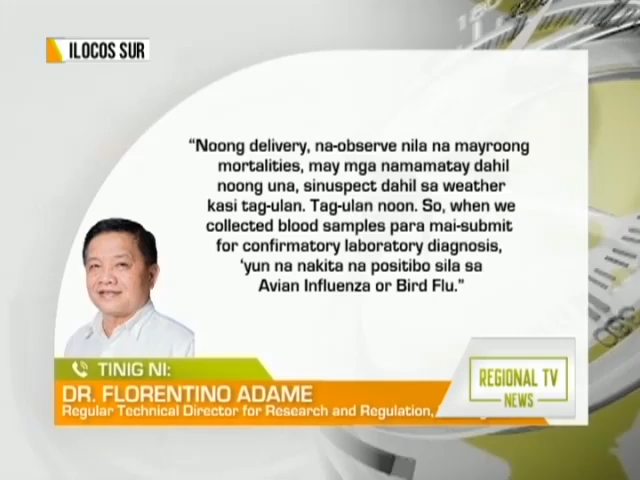 ILOCOS SUR
“Noong delivery, na-observe nila na mayroong
mortalities, may mga namamatay dahil
noong una, sinuspect dahil sa weather
kasi tag-ulan. Tag-ulan noon. So, when we
collected blood samples para mai-submit
for confirmatory laboratory diagnosis,
‘yun na nakita na positibo sila sa
Avian Influenza or Bird Flu.”
TINIG NI:
DR. FLORENTINO ADAME
Regular Technical Director for Research and Regulation,
REGIONAL TV
NEWS